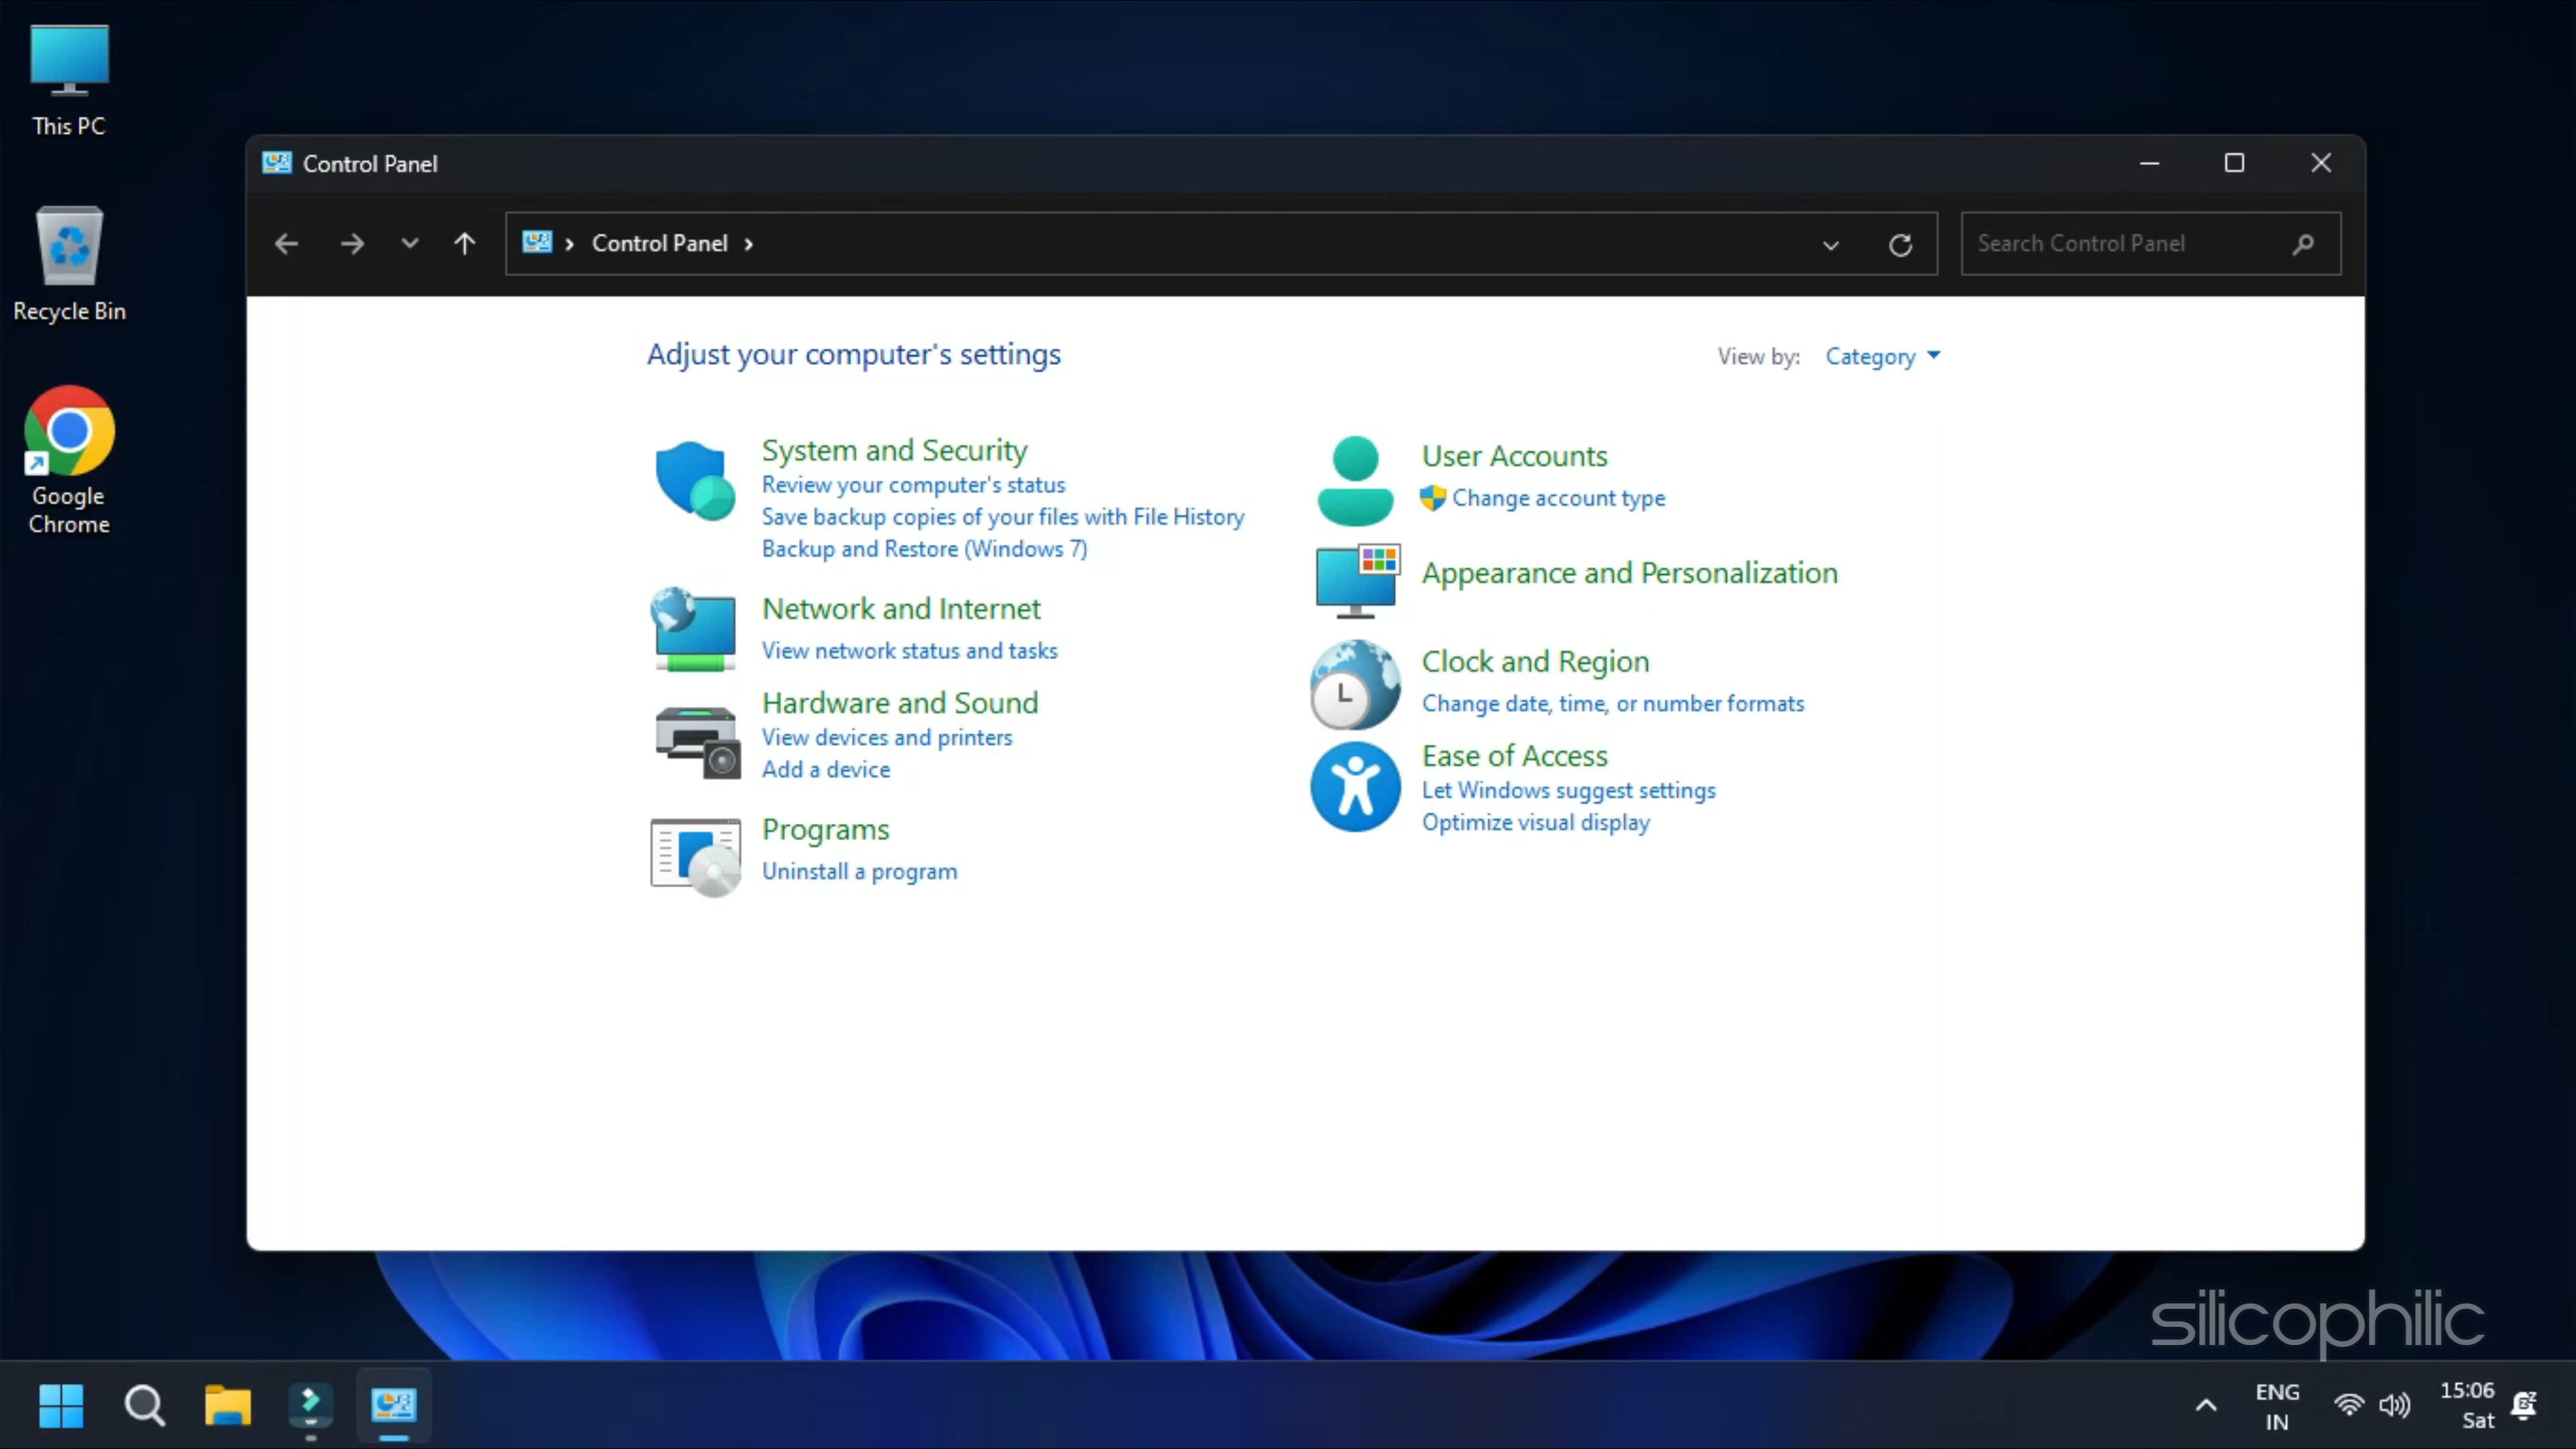 This PC
Recycle Bin
Google
Chrome
Control Panel
Control Panel
Search Control Panel
Adjust your computer's settings
View by: Category
System and Security
Review your computer's status
Save backup copies of your files with File History
Backup and Restore (Windows 7)
Network and Internet
View network status and tasks
Hardware and Sound
View devices and printers
Add a device
Programs
Uninstall a program
User Accounts
Change account type
Appearance and Personalization
Clock and Region
Change date, time, or number formats
Ease of Access
Let Windows suggest settings
Optimize visual display
silicophilic
ENG
IN
15:06
Sat